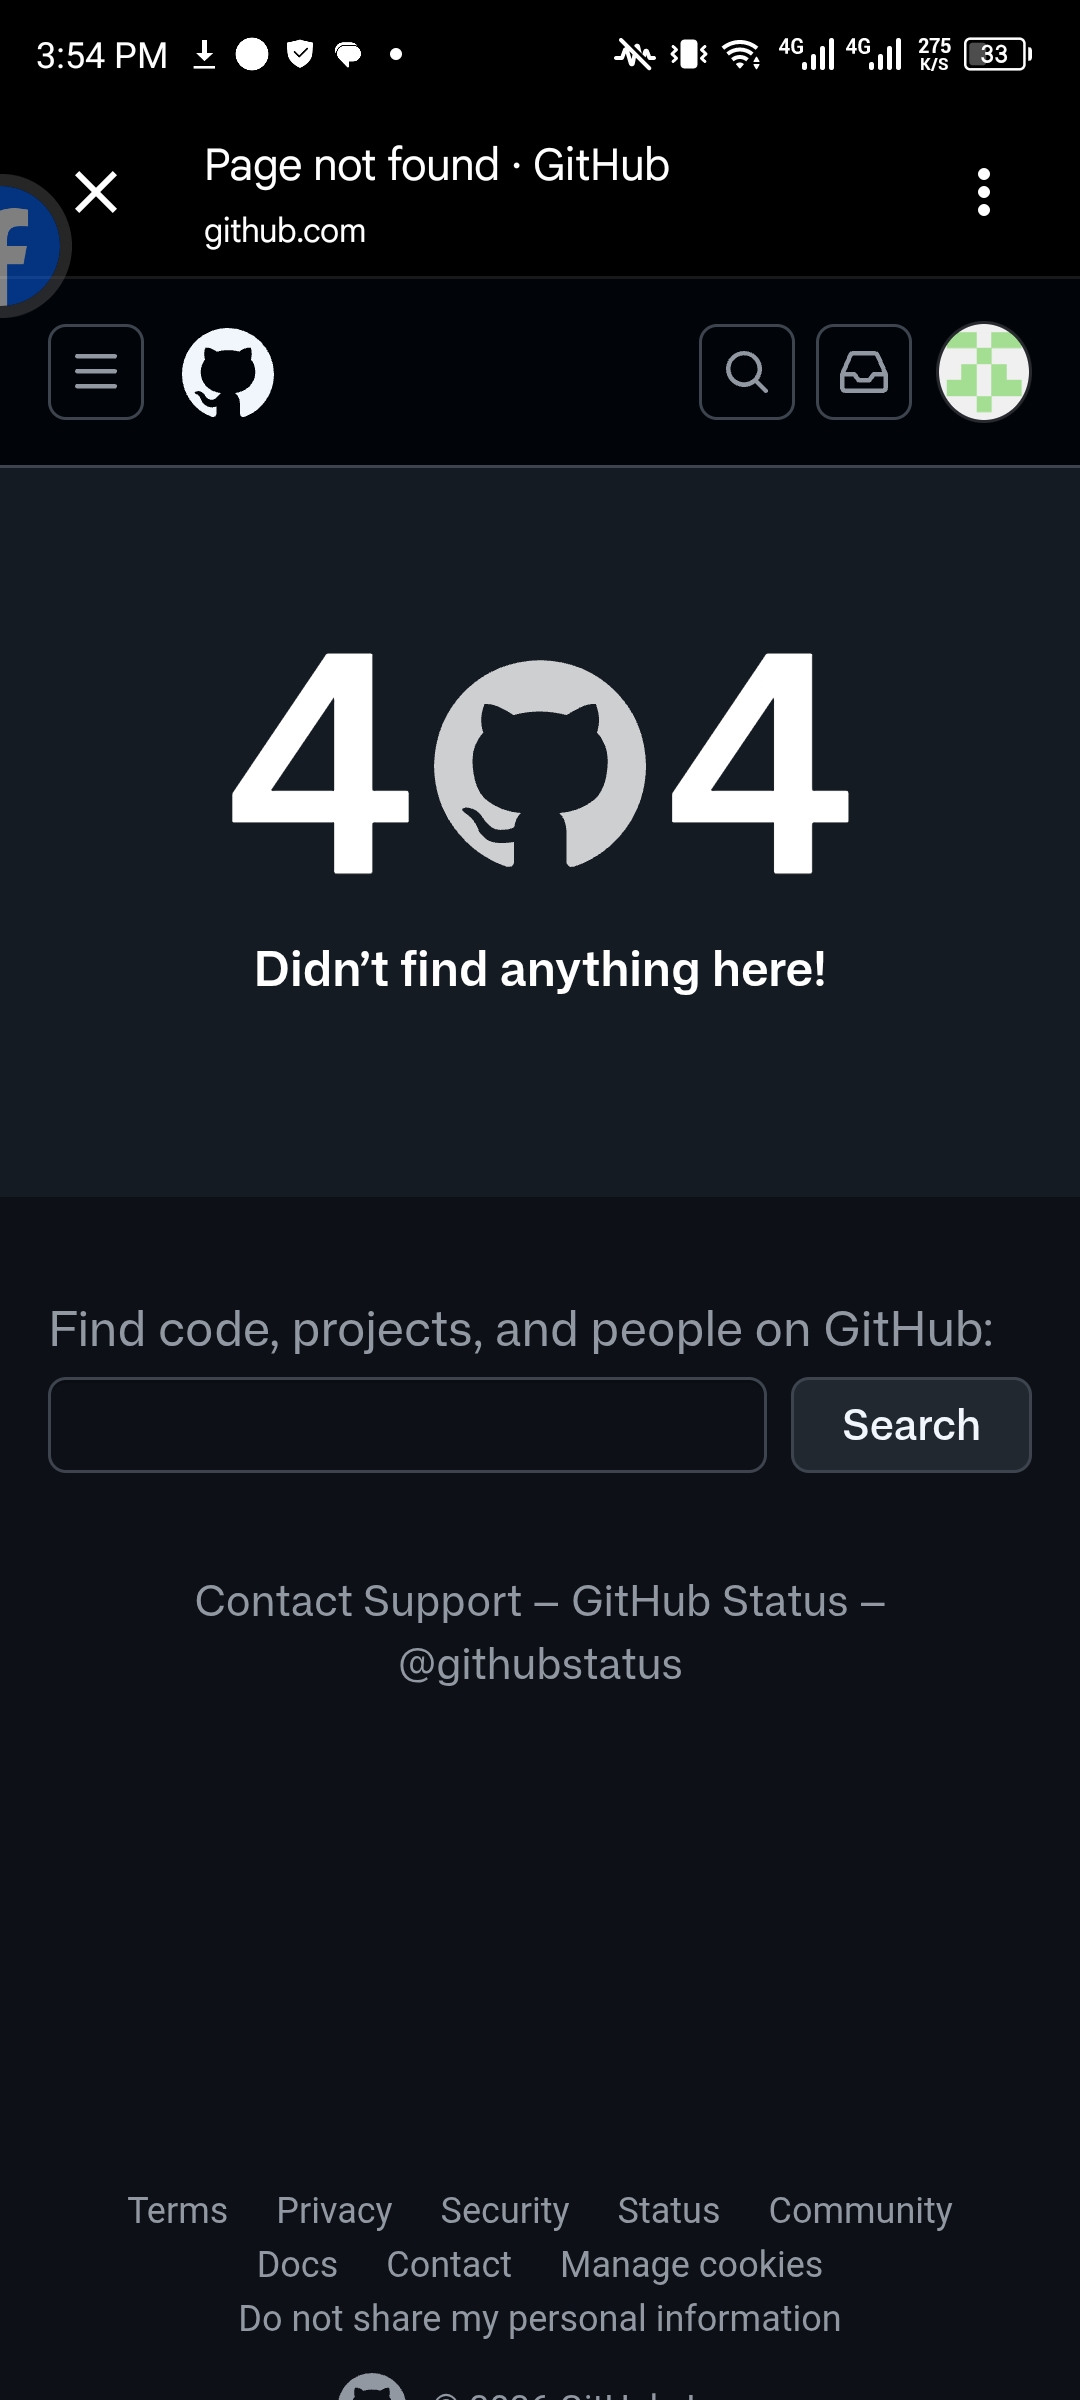 3:54 PM 4G 4G 275 K/S 33
Page not found · GitHub
github.com
404
Didn’t find anything here!
Find code, projects, and people on GitHub:
Search
Contact Support — GitHub Status —
@githubstatus
Terms Privacy Security Status Community
Docs Contact Manage cookies
Do not share my personal information